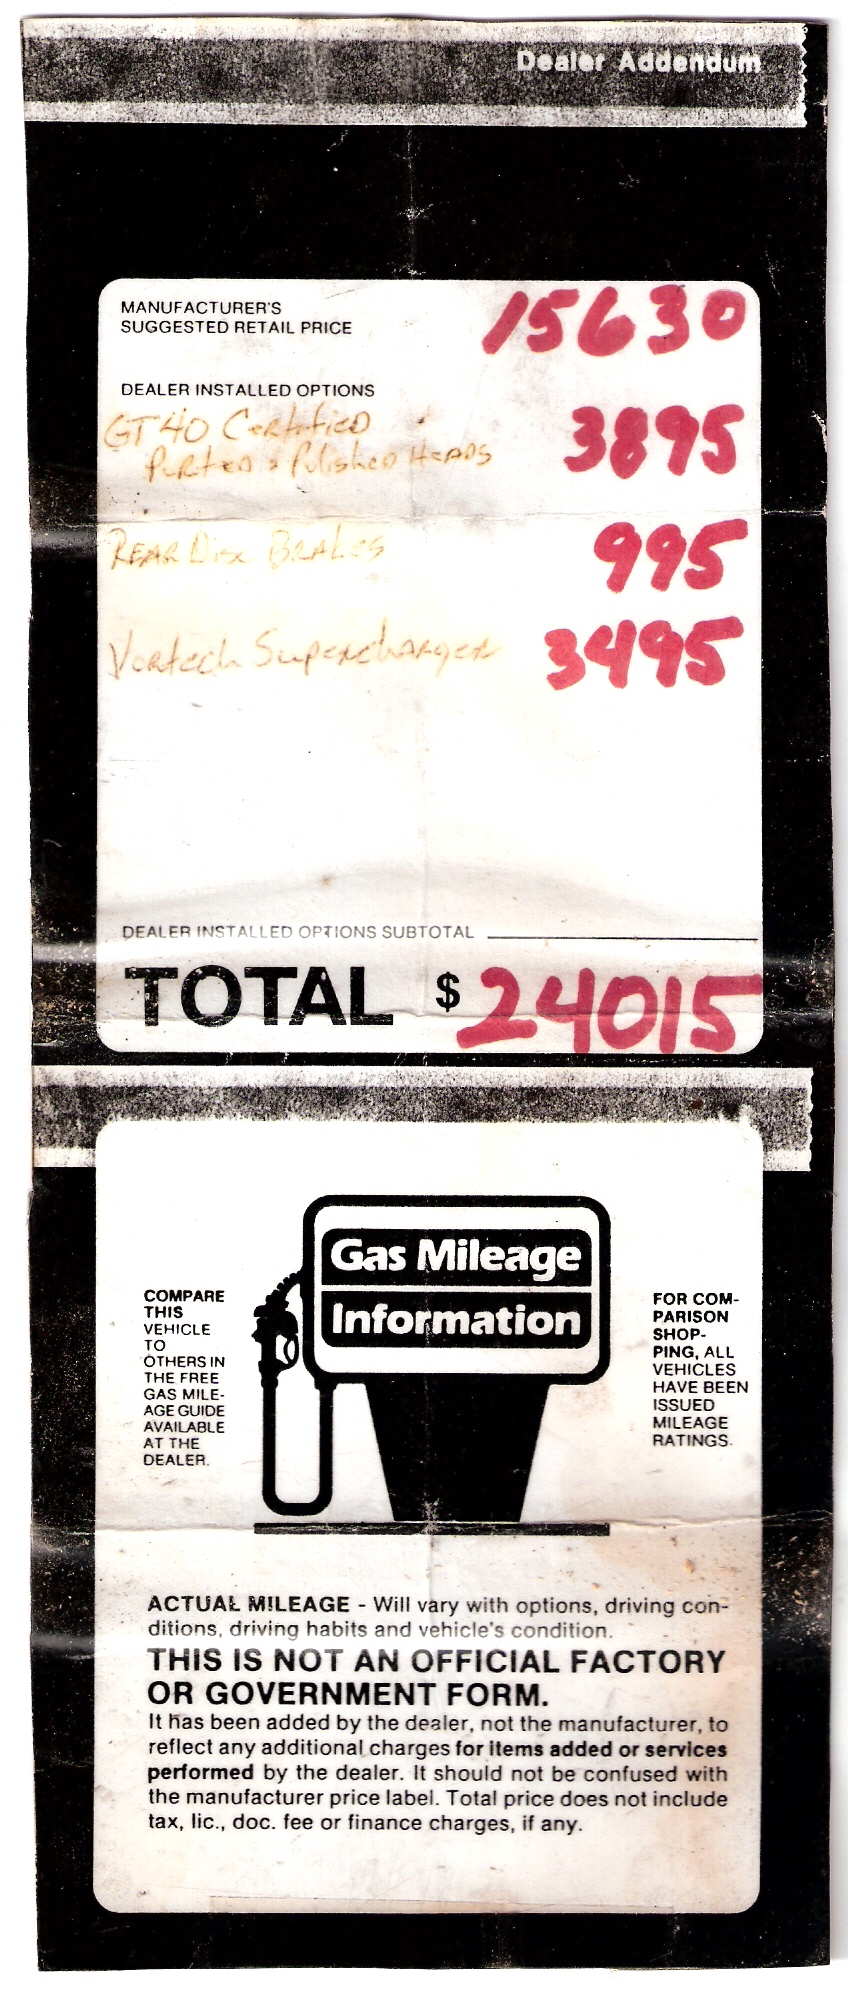 Dealer Addendum
MANUFACTURER'S
SUGGESTED RETAIL PRICE
15630
DEALER INSTALLED OPTIONS
GT40 Certified
Ported & Polished Heads
3895
Rear Disc Brakes
995
Vortech Supercharger
3495
DEALER INSTALLED OPTIONS SUBTOTAL
TOTAL $ 24015
Gas Mileage
Information
COMPARE
THIS
VEHICLE
TO
OTHERS IN
THE FREE
GAS MILE-
AGE GUIDE
AVAILABLE
AT THE
DEALER.
FOR COM-
PARISON
SHOP-
PING, ALL
VEHICLES
HAVE BEEN
ISSUED
MILEAGE
RATINGS.
ACTUAL MILEAGE - Will vary with options, driving con-
ditions, driving habits and vehicle's condition.
THIS IS NOT AN OFFICIAL FACTORY
OR GOVERNMENT FORM.
It has been added by the dealer, not the manufacturer, to
reflect any additional charges for items added or services
performed by the dealer. It should not be confused with
the manufacturer price label. Total price does not include
tax, lic., doc. fee or finance charges, if any.